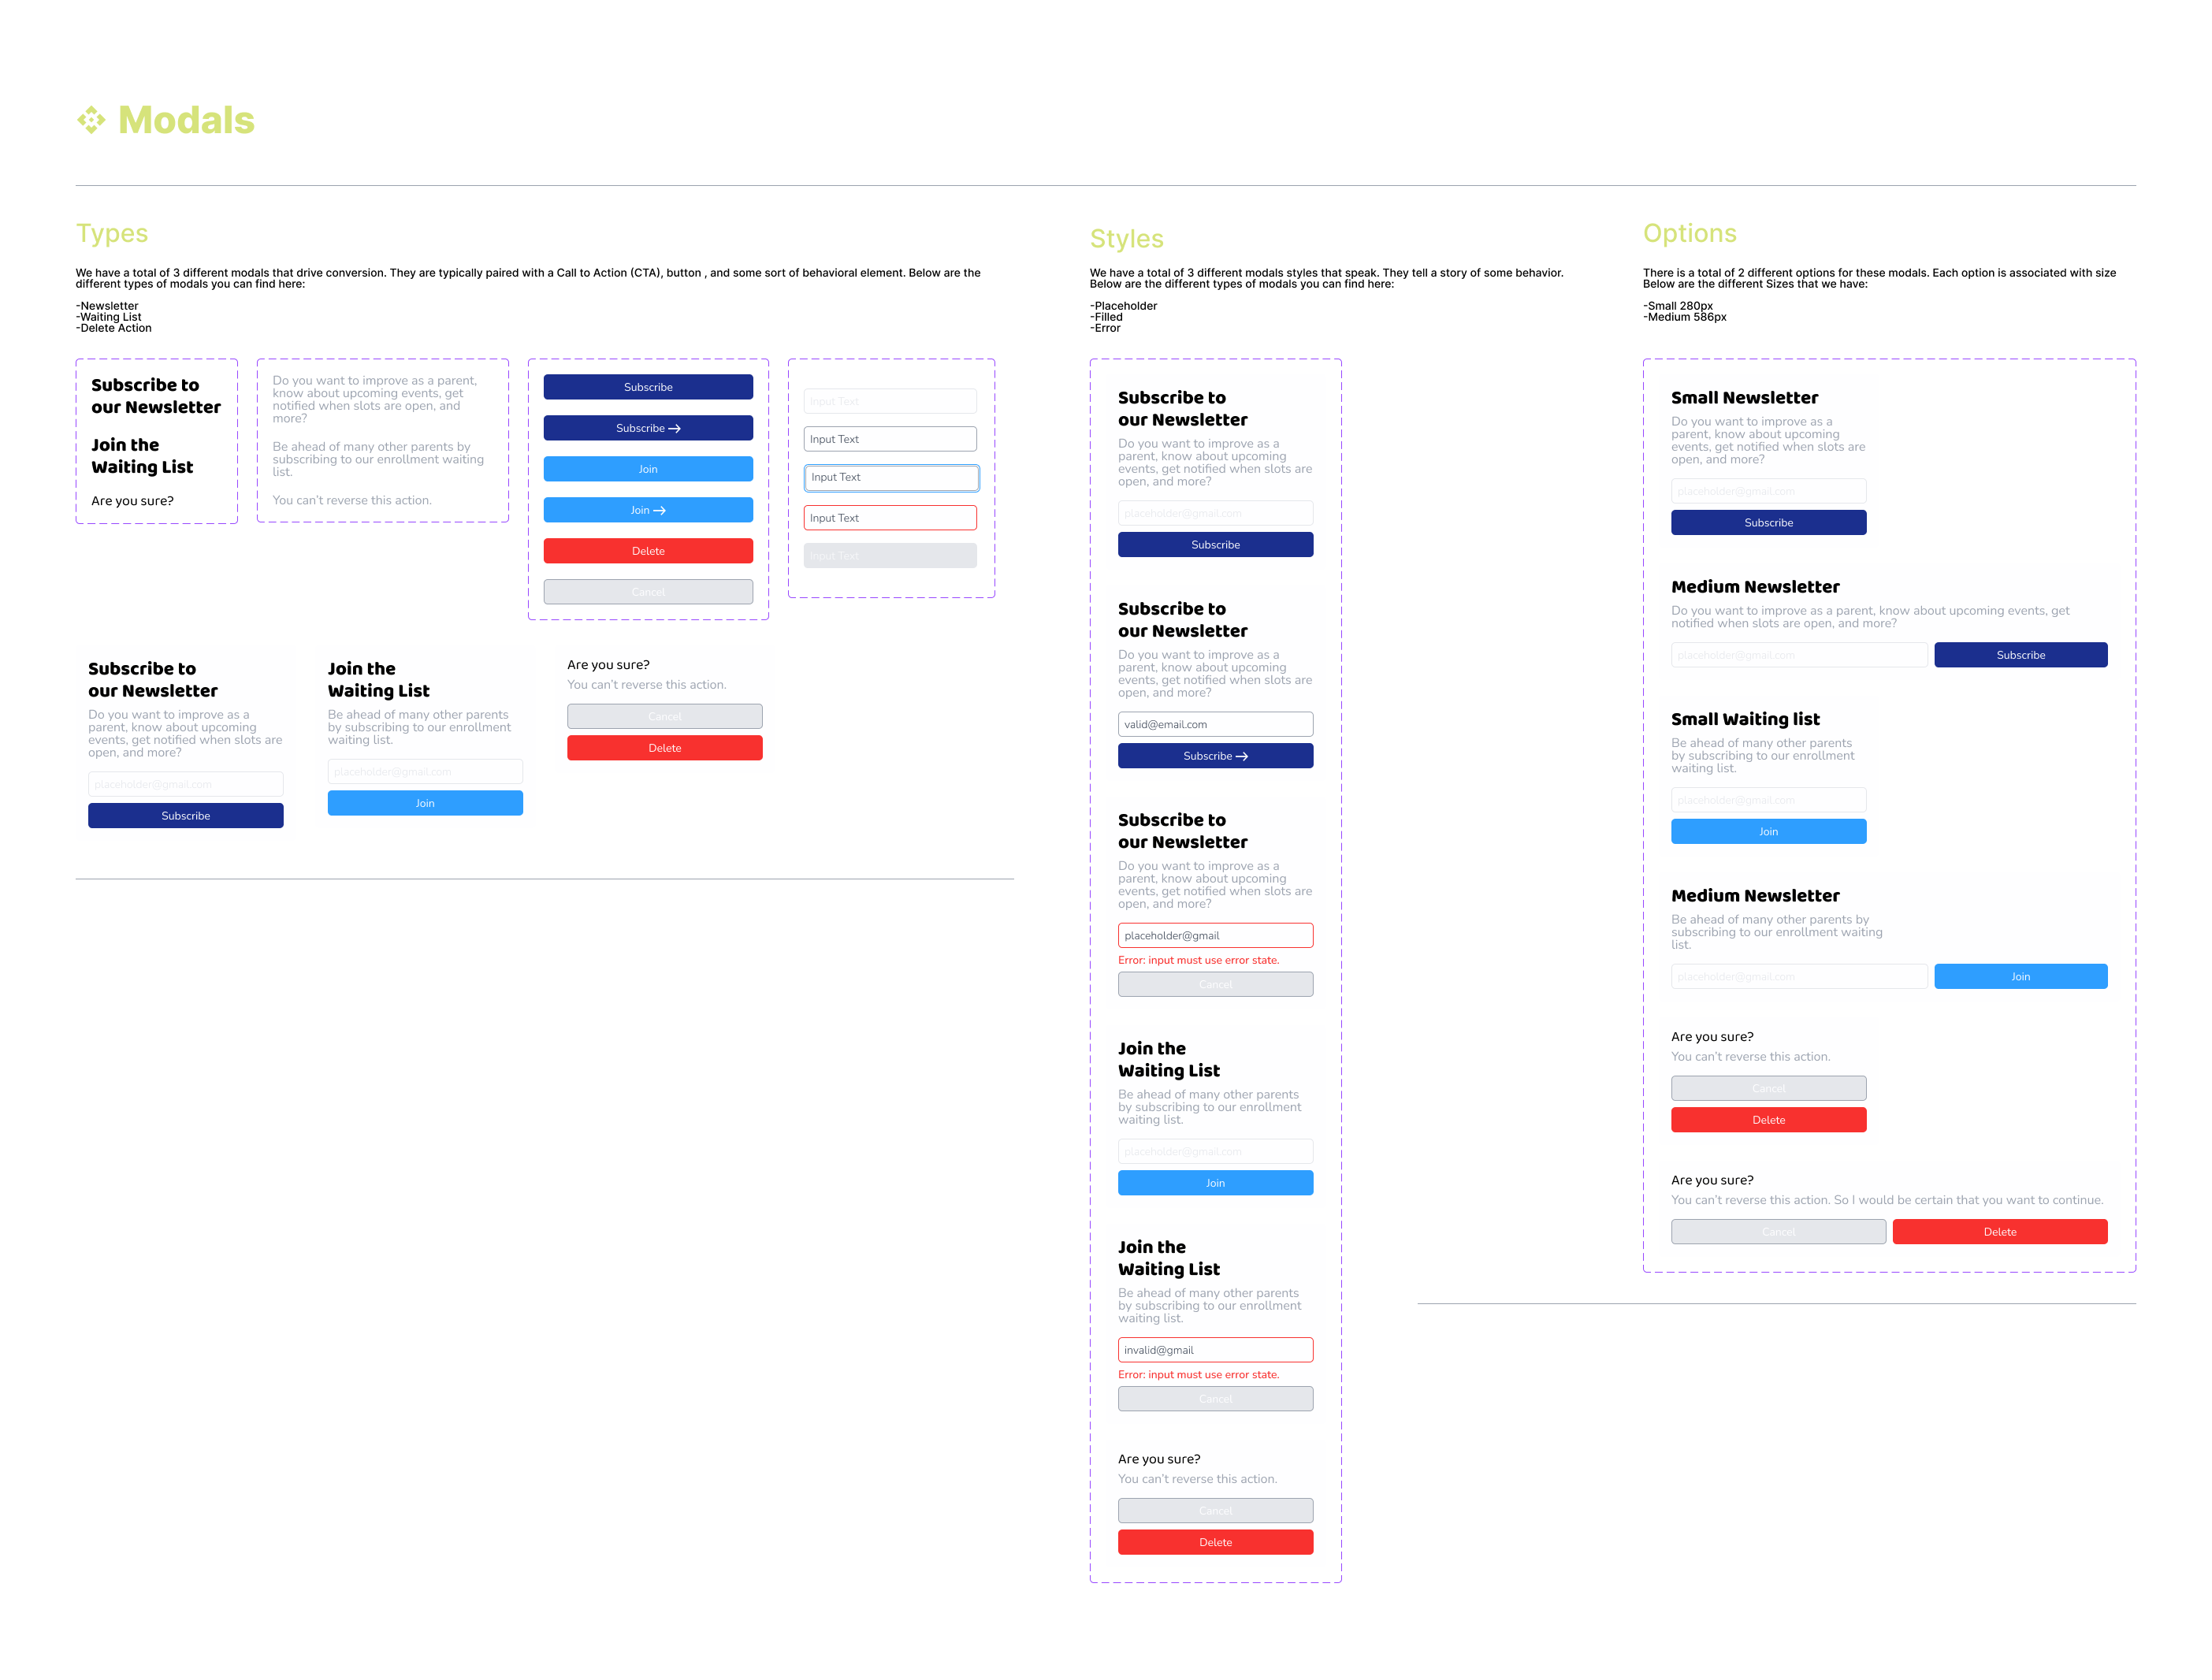 Modals
Types
We have a total of 3 different modals that drive conversion. They are typically paired with a Call to Action (CTA), button , and some sort of behavioral element. Below are the
different types of modals you can find here:
-Newsletter
-Waiting List
-Delete Action
Subscribe to
our Newsletter
Join the
Waiting List
Are you sure?
Do you want to improve as a parent,
know about upcoming events, get
notified when slots are open, and
more?
Be ahead of many other parents by
subscribing to our enrollment waiting
list.
You can't reverse this action.
Subscribe
Subscribe →
Join
Join →
Delete
Cancel
Input Text
Input Text
Input Text
Input Text
Input Text
Subscribe to
our Newsletter
Do you want to improve as a
parent, know about upcoming
events, get notified when slots are
open, and more?
placeholder@gmail.com
Subscribe
Join the
Waiting List
Be ahead of many other parents
by subscribing to our enrollment
waiting list.
placeholder@gmail.com
Join
Are you sure?
You can't reverse this action.
Cancel
Delete
Styles
We have a total of 3 different modals styles that speak. They tell a story of some behavior.
Below are the different types of modals you can find here:
-Placeholder
-Filled
-Error
Subscribe to
our Newsletter
Do you want to improve as a
parent, know about upcoming
events, get notified when slots are
open, and more?
placeholder@gmail.com
Subscribe
Subscribe to
our Newsletter
Do you want to improve as a
parent, know about upcoming
events, get notified when slots are
open, and more?
valid@email.com
Subscribe →
Subscribe to
our Newsletter
Do you want to improve as a
parent, know about upcoming
events, get notified when slots are
open, and more?
placeholder@gmail
Error: input must use error state.
Cancel
Join the
Waiting List
Be ahead of many other parents
by subscribing to our enrollment
waiting list.
placeholder@gmail.com
Join
Join the
Waiting List
Be ahead of many other parents
by subscribing to our enrollment
waiting list.
invalid@gmail
Error: input must use error state.
Cancel
Are you sure?
You can't reverse this action.
Cancel
Delete
Options
There is a total of 2 different options for these modals. Each option is associated with size
Below are the different Sizes that we have:
-Small 280px
-Medium 586px
Small Newsletter
Do you want to improve as a
parent, know about upcoming
events, get notified when slots are
open, and more?
placeholder@gmail.com
Subscribe
Medium Newsletter
Do you want to improve as a parent, know about upcoming events, get
notified when slots are open, and more?
placeholder@gmail.com
Subscribe
Small Waiting list
Be ahead of many other parents
by subscribing to our enrollment
waiting list.
placeholder@gmail.com
Join
Medium Newsletter
Be ahead of many other parents by
subscribing to our enrollment waiting
list.
placeholder@gmail.com
Join
Are you sure?
You can't reverse this action.
Cancel
Delete
Are you sure?
You can't reverse this action. So I would be certain that you want to continue.
Cancel
Delete